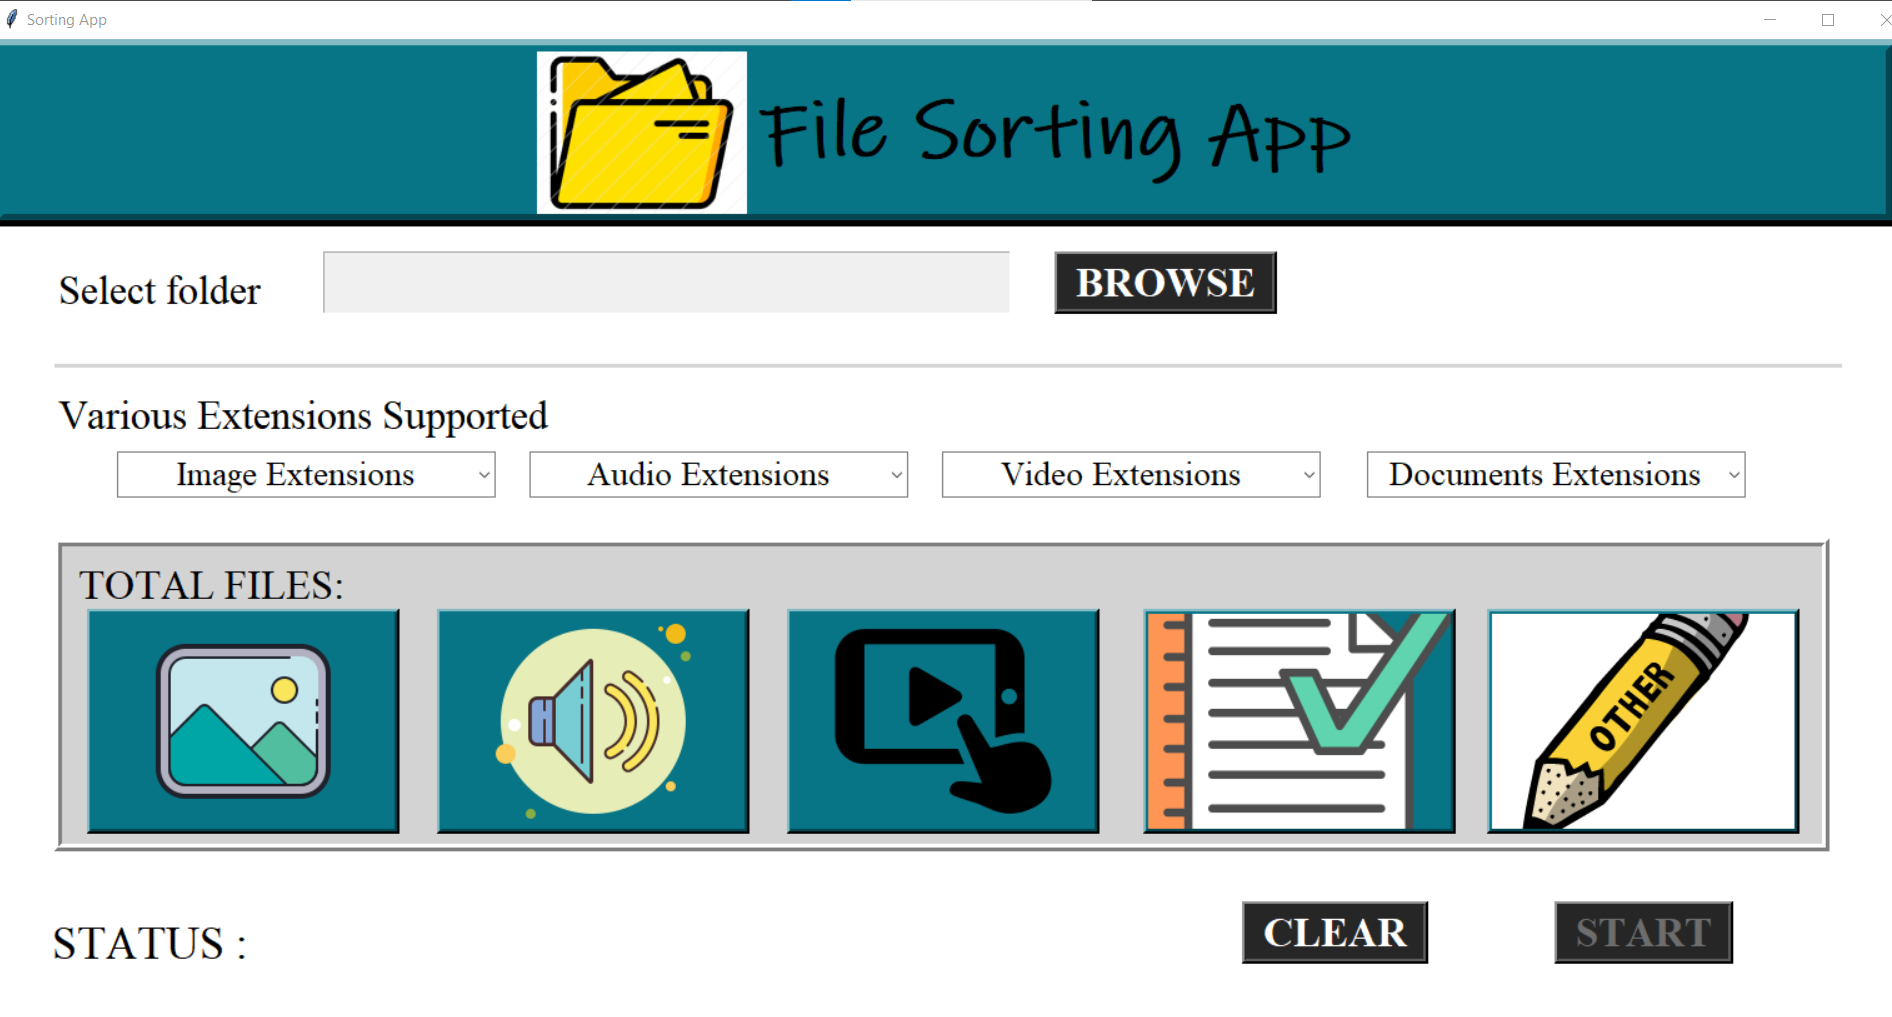 Sorting App
File Sorting App
Select folder
BROWSE
Various Extensions Supported
Image Extensions
Audio Extensions
Video Extensions
Documents Extensions
TOTAL FILES:
OTHER
STATUS :
CLEAR
START